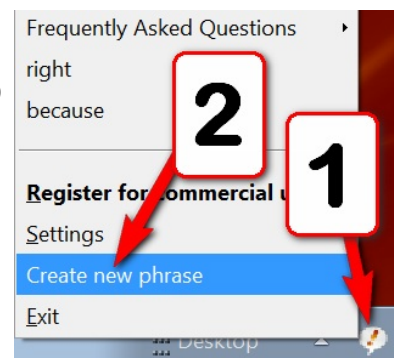 Frequently Asked Questions
right
because
2
1
Register for commercial u
Settings
Create new phrase
Exit
Desktop